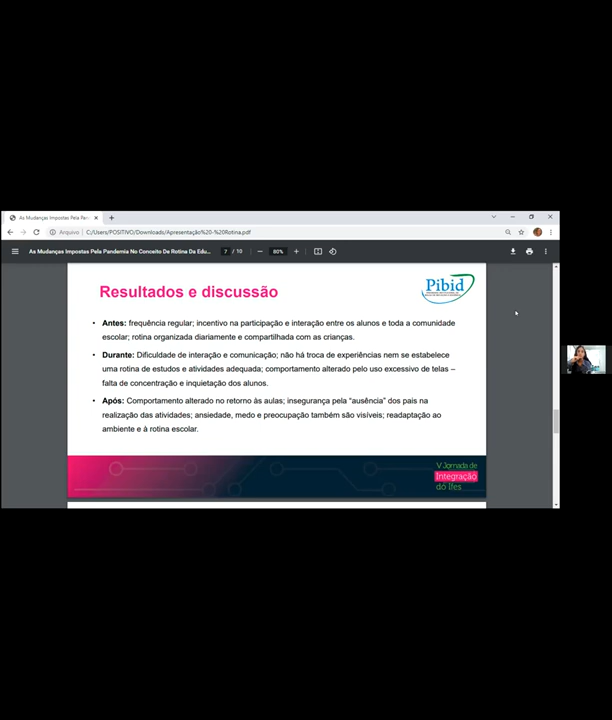 As Mudanças Impostas Pela Pan
Arquivo C:/Users/POSITIVO/Downloads/Apresentação%20-%20Rotina.pdf
As Mudanças Impostas Pela Pandemia No Conceito De Rotina Da Edu... 7 / 10 80%
Resultados e discussão
Pibid
• Antes: frequência regular; incentivo na participação e interação entre os alunos e toda a comunidade
escolar; rotina organizada diariamente e compartilhada com as crianças.
• Durante: Dificuldade de interação e comunicação; não há troca de experiências nem se estabelece
uma rotina de estudos e atividades adequada; comportamento alterado pelo uso excessivo de telas –
falta de concentração e inquietação dos alunos.
• Após: Comportamento alterado no retorno às aulas; insegurança pela “ausência” dos pais na
realização das atividades; ansiedade, medo e preocupação também são visíveis; readaptação ao
ambiente e à rotina escolar.
V Jornada de
Integração
do Ifes